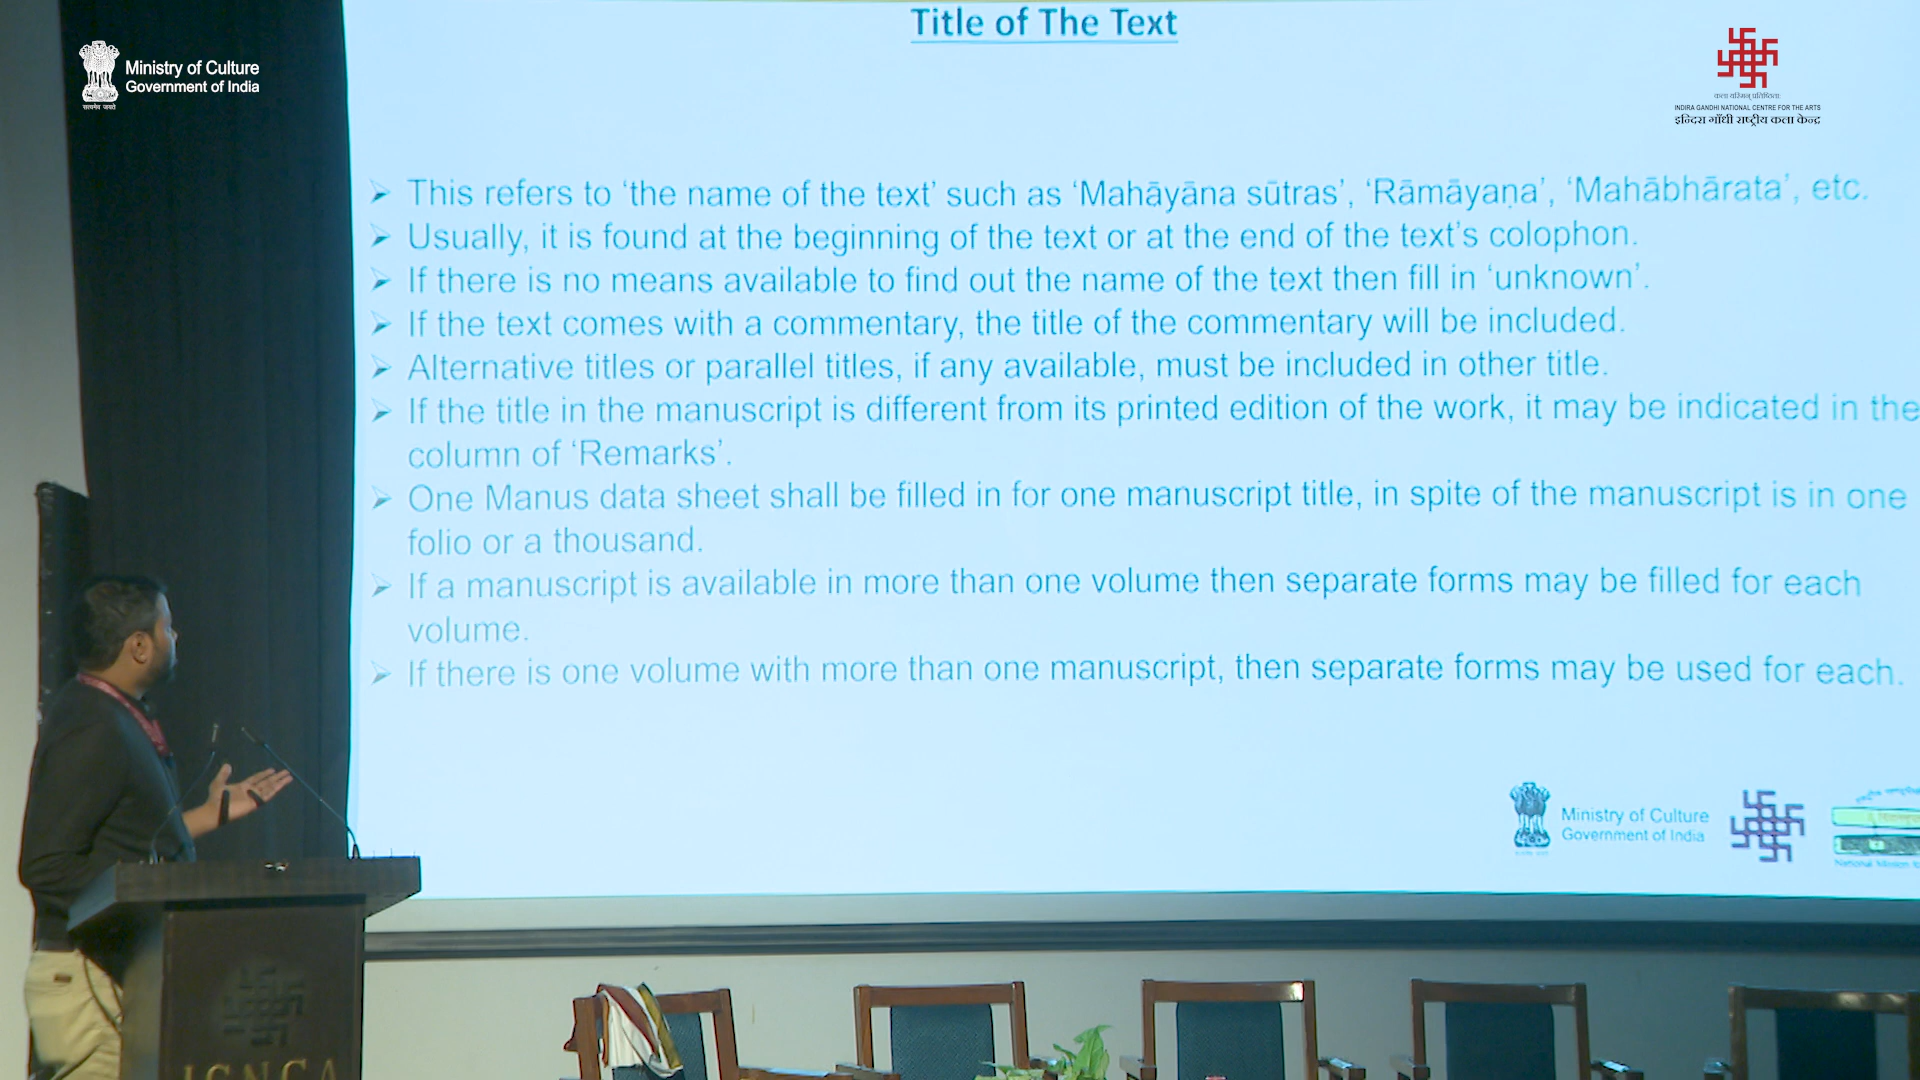 Title of The Text
Ministry of Culture
Government of India
सत्यमेव जयते
INDIRA GANDHI NATIONAL CENTRE FOR THE ARTS
इन्दिरा गाँधी राष्ट्रीय कला केन्द्र
➢ This refers to ‘the name of the text’ such as ‘Mahāyāna sūtras’, ‘Rāmāyaṇa’, ‘Mahābhārata’, etc.
➢ Usually, it is found at the beginning of the text or at the end of the text’s colophon.
➢ If there is no means available to find out the name of the text then fill in ‘unknown’.
➢ If the text comes with a commentary, the title of the commentary will be included.
➢ Alternative titles or parallel titles, if any available, must be included in other title.
➢ If the title in the manuscript is different from its printed edition of the work, it may be indicated in the
column of ‘Remarks’.
➢ One Manus data sheet shall be filled in for one manuscript title, in spite of the manuscript is in one
folio or a thousand.
➢ If a manuscript is available in more than one volume then separate forms may be filled for each
volume.
➢ If there is one volume with more than one manuscript, then separate forms may be used for each.
Ministry of Culture
Government of India
National Mission
IGNCA